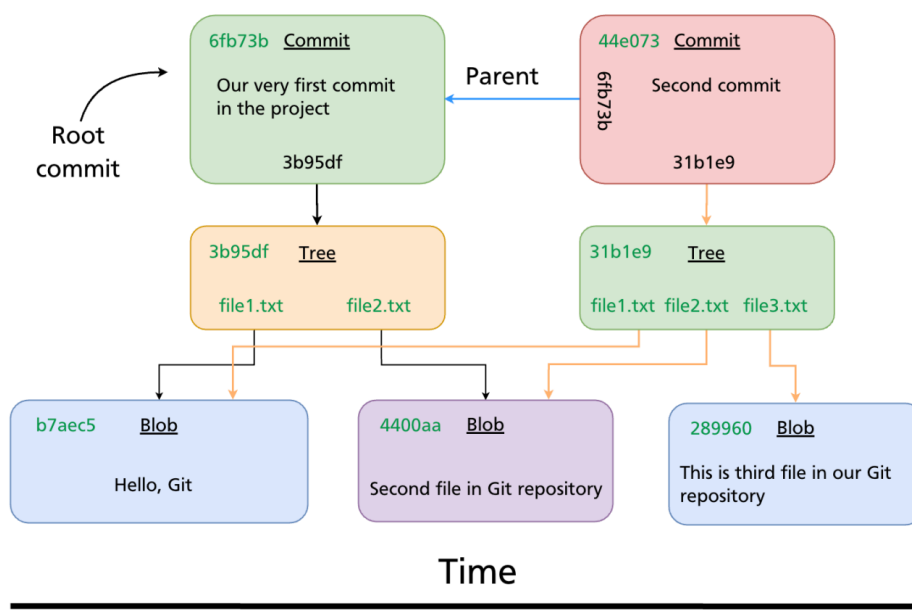 6fb73b Commit
Our very first commit
in the project
3b95df
44e073 Commit
6fb73b
Second commit
31b1e9
Parent
Root
commit
3b95df Tree
file1.txt file2.txt
31b1e9 Tree
file1.txt file2.txt file3.txt
b7aec5 Blob
Hello, Git
4400aa Blob
Second file in Git repository
289960 Blob
This is third file in our Git
repository
Time